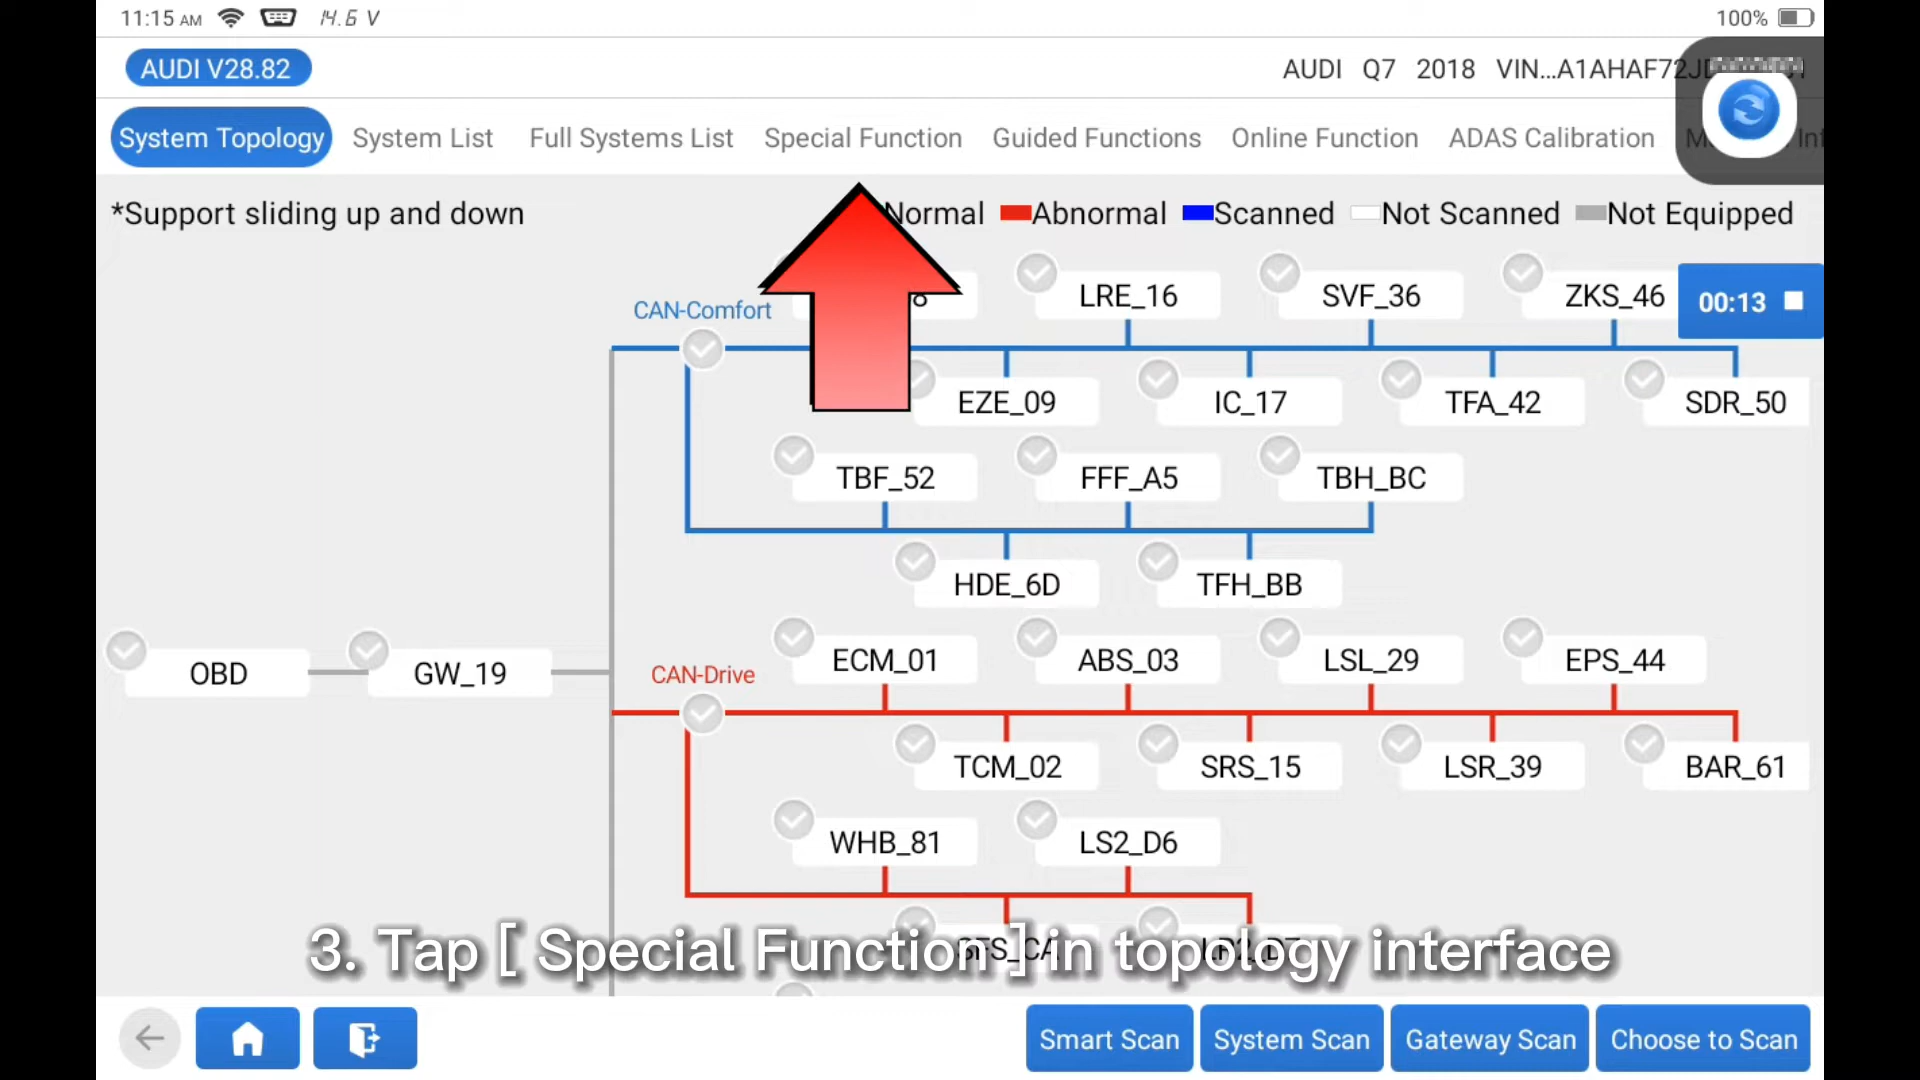 11:15 AM 14.6 V 100%
AUDI V28.82 AUDI Q7 2018 VIN...A1AHAF72J
System Topology System List Full Systems List Special Function Guided Functions Online Function ADAS Calibration
*Support sliding up and down Normal Abnormal Scanned Not Scanned Not Equipped
CAN-Comfort LRE_16 SVF_36 ZKS_46 00:13
EZE_09 IC_17 TFA_42 SDR_50
TBF_52 FFF_A5 TBH_BC
HDE_6D TFH_BB
OBD GW_19
CAN-Drive ECM_01 ABS_03 LSL_29 EPS_44
TCM_02 SRS_15 LSR_39 BAR_61
WHB_81 LS2_D6
SFS_CA
3. Tap [ Special Function ] in topology interface
Smart Scan System Scan Gateway Scan Choose to Scan